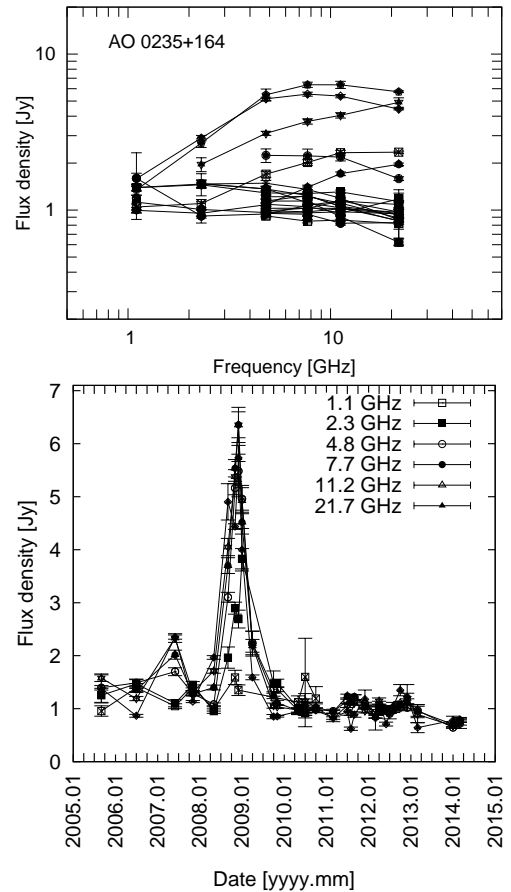 10
AO 0235+164
Flux density [Jy]
1
1
10
Frequency [GHz]
7
1.1 GHz
2.3 GHz
6
4.8 GHz
7.7 GHz
11.2 GHz
5
21.7 GHz
4
Flux density [Jy]
3
2
1
0
2005.01
2006.01
2007.01
2008.01
2009.01
2010.01
2011.01
2012.01
2013.01
2014.01
2015.01
Date [yyyy.mm]